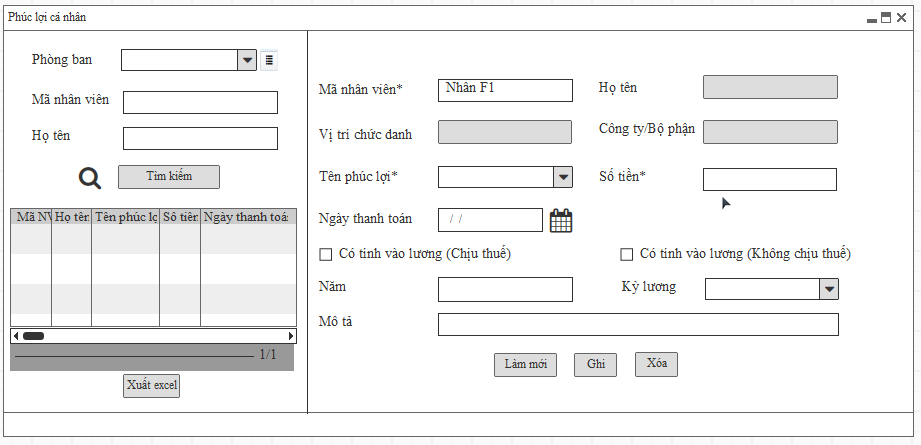 Phúc lợi cá nhân
Phòng ban
Mã nhân viên
Họ tên
Tìm kiếm
Mã NV Họ tên Tên phúc lợ Số tiền Ngày thanh toán
1/1
Xuất excel
Mã nhân viên* Nhấn F1 Họ tên
Vị trí chức danh Công ty/Bộ phận
Tên phúc lợi* Số tiền*
Ngày thanh toán / /
Có tính vào lương (Chịu thuế) Có tính vào lương (Không chịu thuế)
Năm Kỳ lương
Mô tả
Làm mới Ghi Xóa